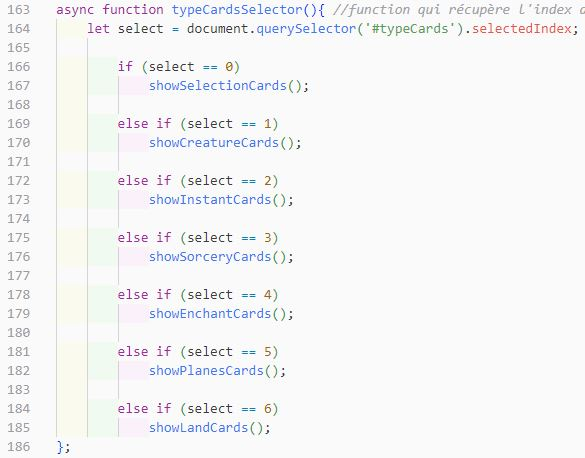 163 async function typeCardsSelector(){ //function qui récupère l'index
164 let select = document.querySelector('#typeCards').selectedIndex;
165
166 if (select == 0)
167 showSelectionCards();
168
169 else if (select == 1)
170 showCreatureCards();
171
172 else if (select == 2)
173 showInstantCards();
174
175 else if (select == 3)
176 showSorceryCards();
177
178 else if (select == 4)
179 showEnchantCards();
180
181 else if (select == 5)
182 showPlanesCards();
183
184 else if (select == 6)
185 showLandCards();
186 };